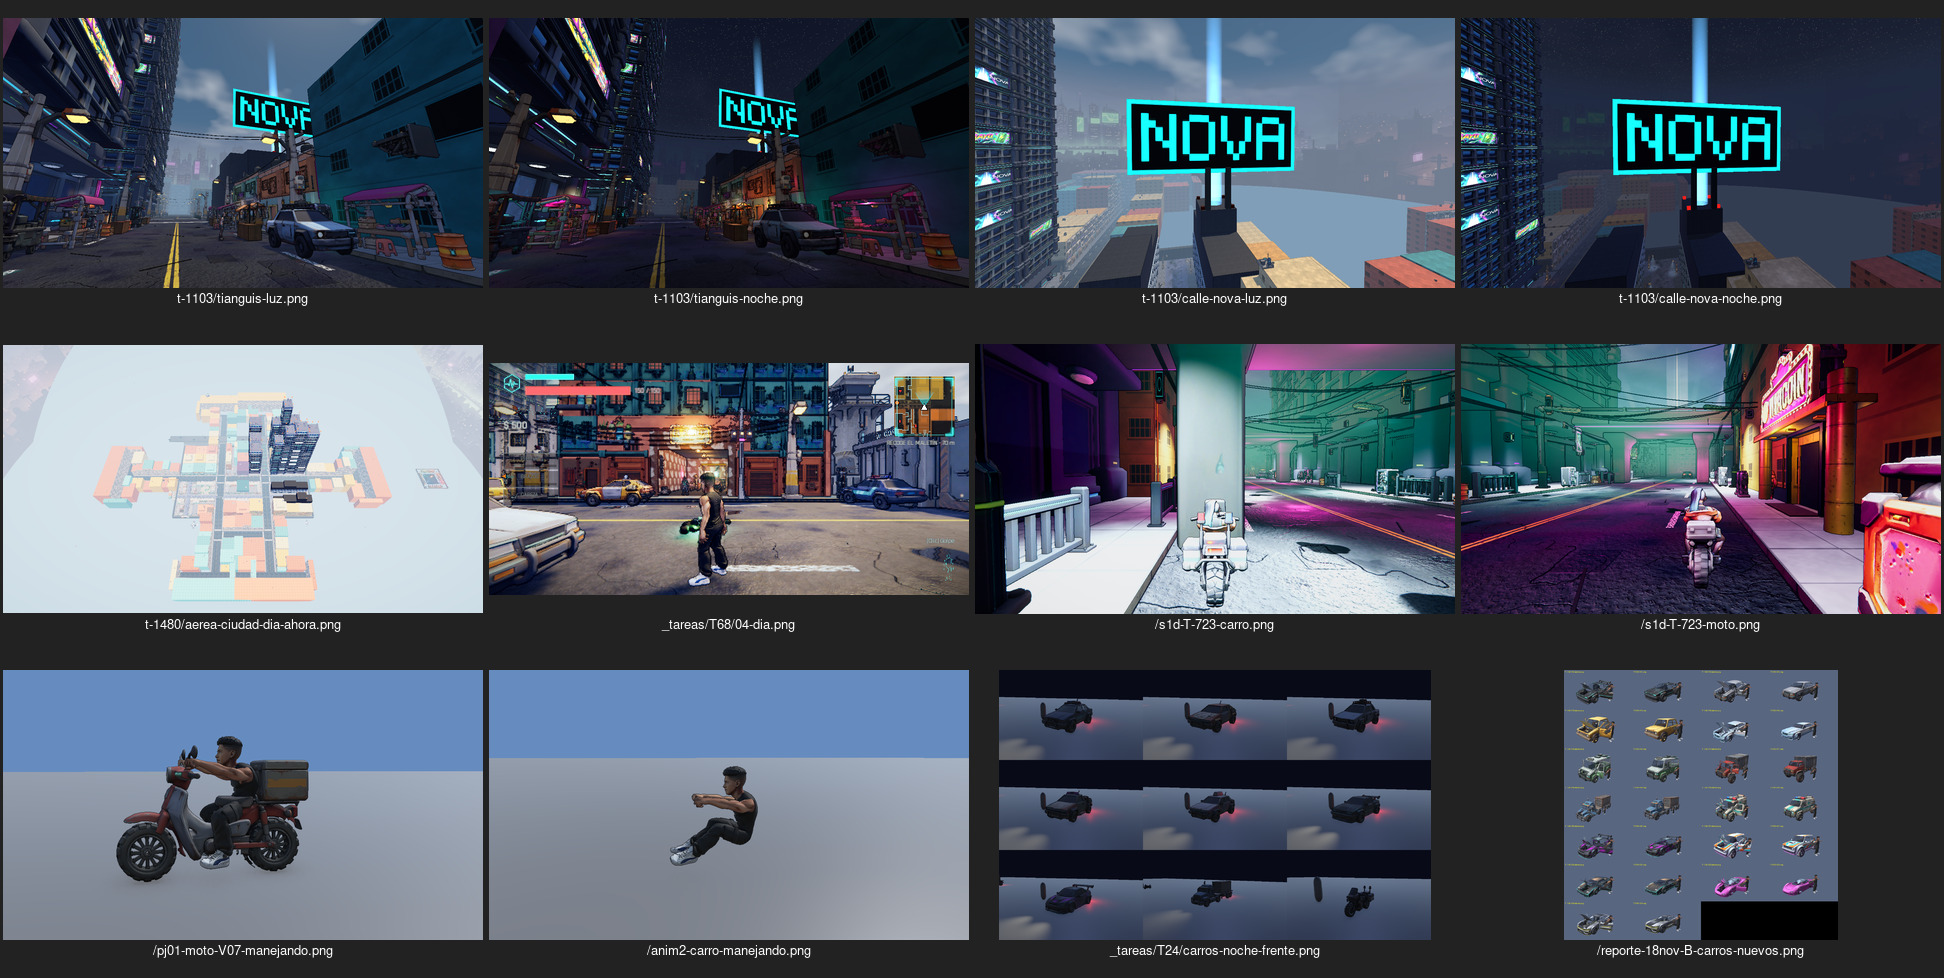 NOVA
NOVA
NOVA
NOVA
t-1103/tianguis-luz.png
t-1103/tianguis-noche.png
t-1103/calle-nova-luz.png
t-1103/calle-nova-noche.png
150 / 150
$ 500
t-1480/aerea-ciudad-dia-ahora.png
_tareas/T68/04-dia.png
/s1d-T-723-carro.png
/s1d-T-723-moto.png
/pj01-moto-V07-manejando.png
/anim2-carro-manejando.png
_tareas/T24/carros-noche-frente.png
/reporte-18nov-B-carros-nuevos.png